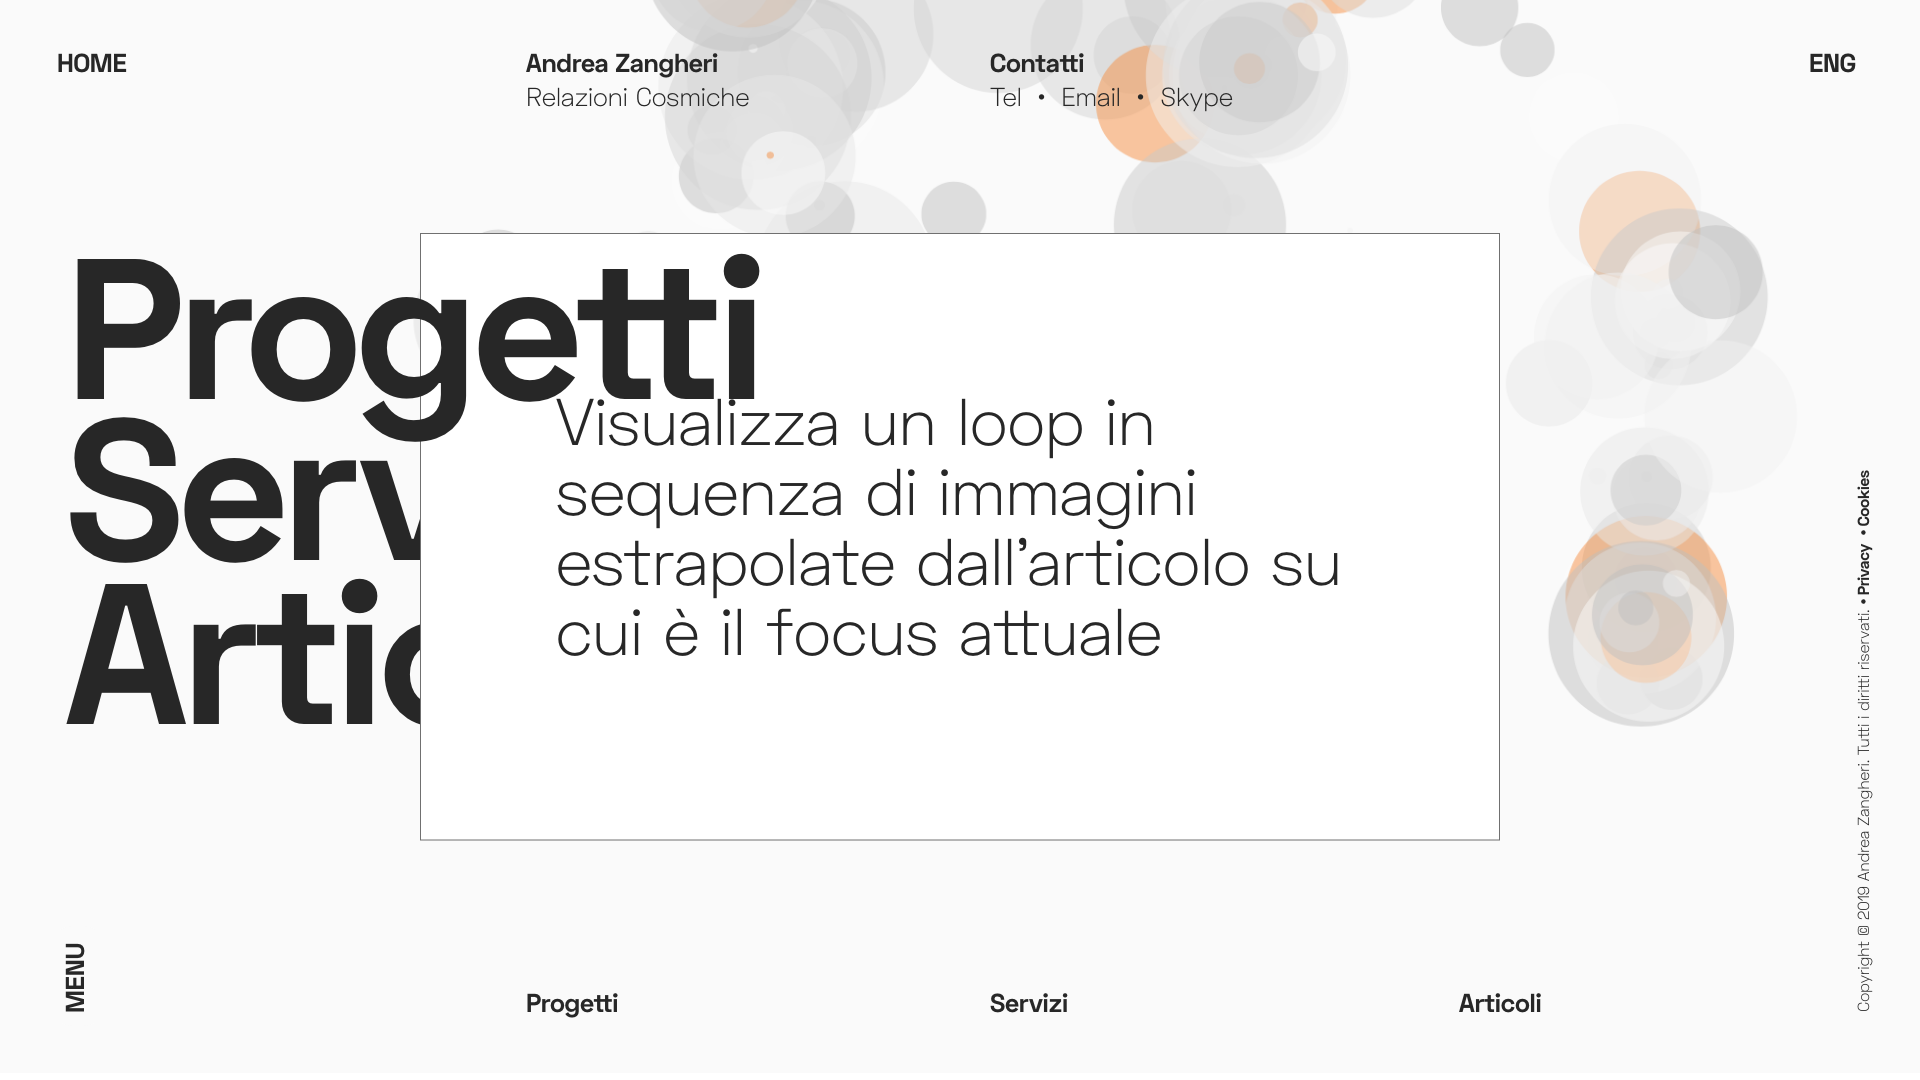 HOME
Andrea Zangheri
Relazioni Cosmiche
Contatti
Tel • Email • Skype
ENG
Progetti
Serv
Artic
Visualizza un loop in
sequenza di immagini
estrapolate dall’articolo su
cui è il focus attuale
Copyright © 2019 Andrea Zangheri. Tutti i diritti riservati. • Privacy • Cookies
MENU
Progetti
Servizi
Articoli